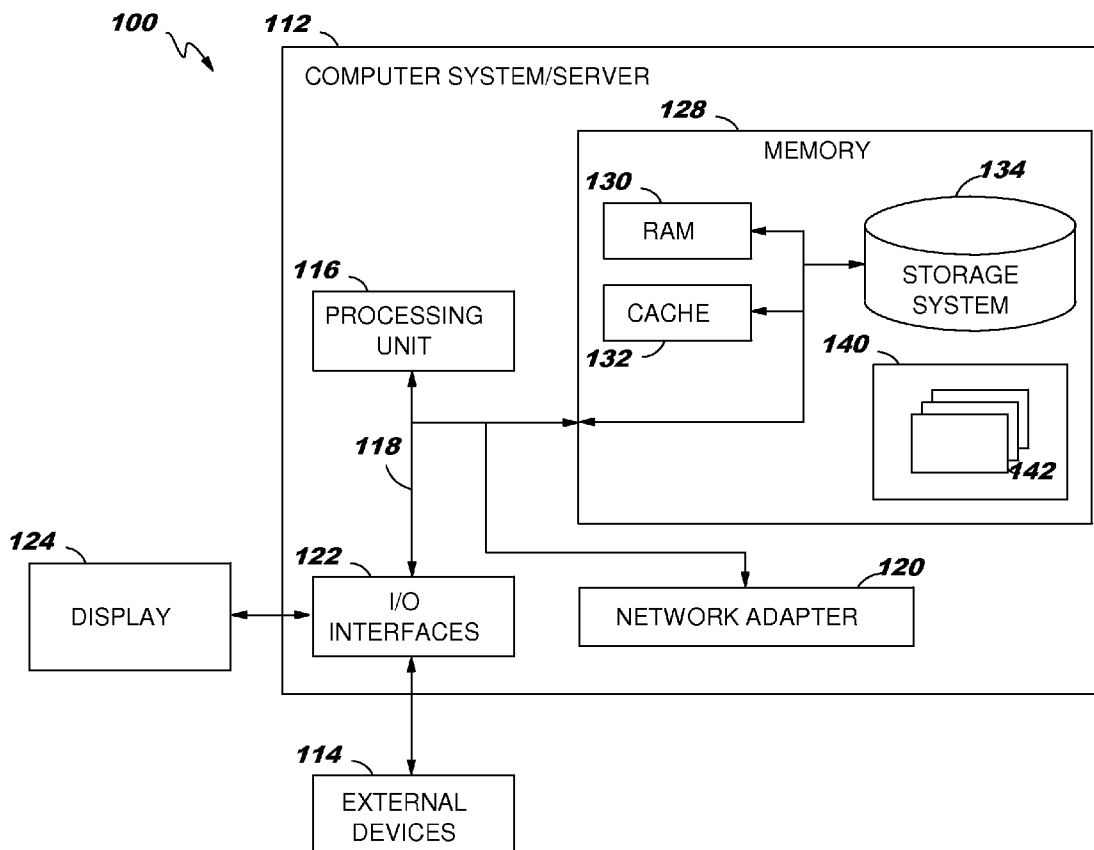 100
112
COMPUTER SYSTEM/SERVER
128
MEMORY
130
RAM
134
STORAGE
SYSTEM
116
PROCESSING
UNIT
CACHE
132
140
142
118
124
DISPLAY
122
I/O
INTERFACES
120
NETWORK ADAPTER
114
EXTERNAL
DEVICES